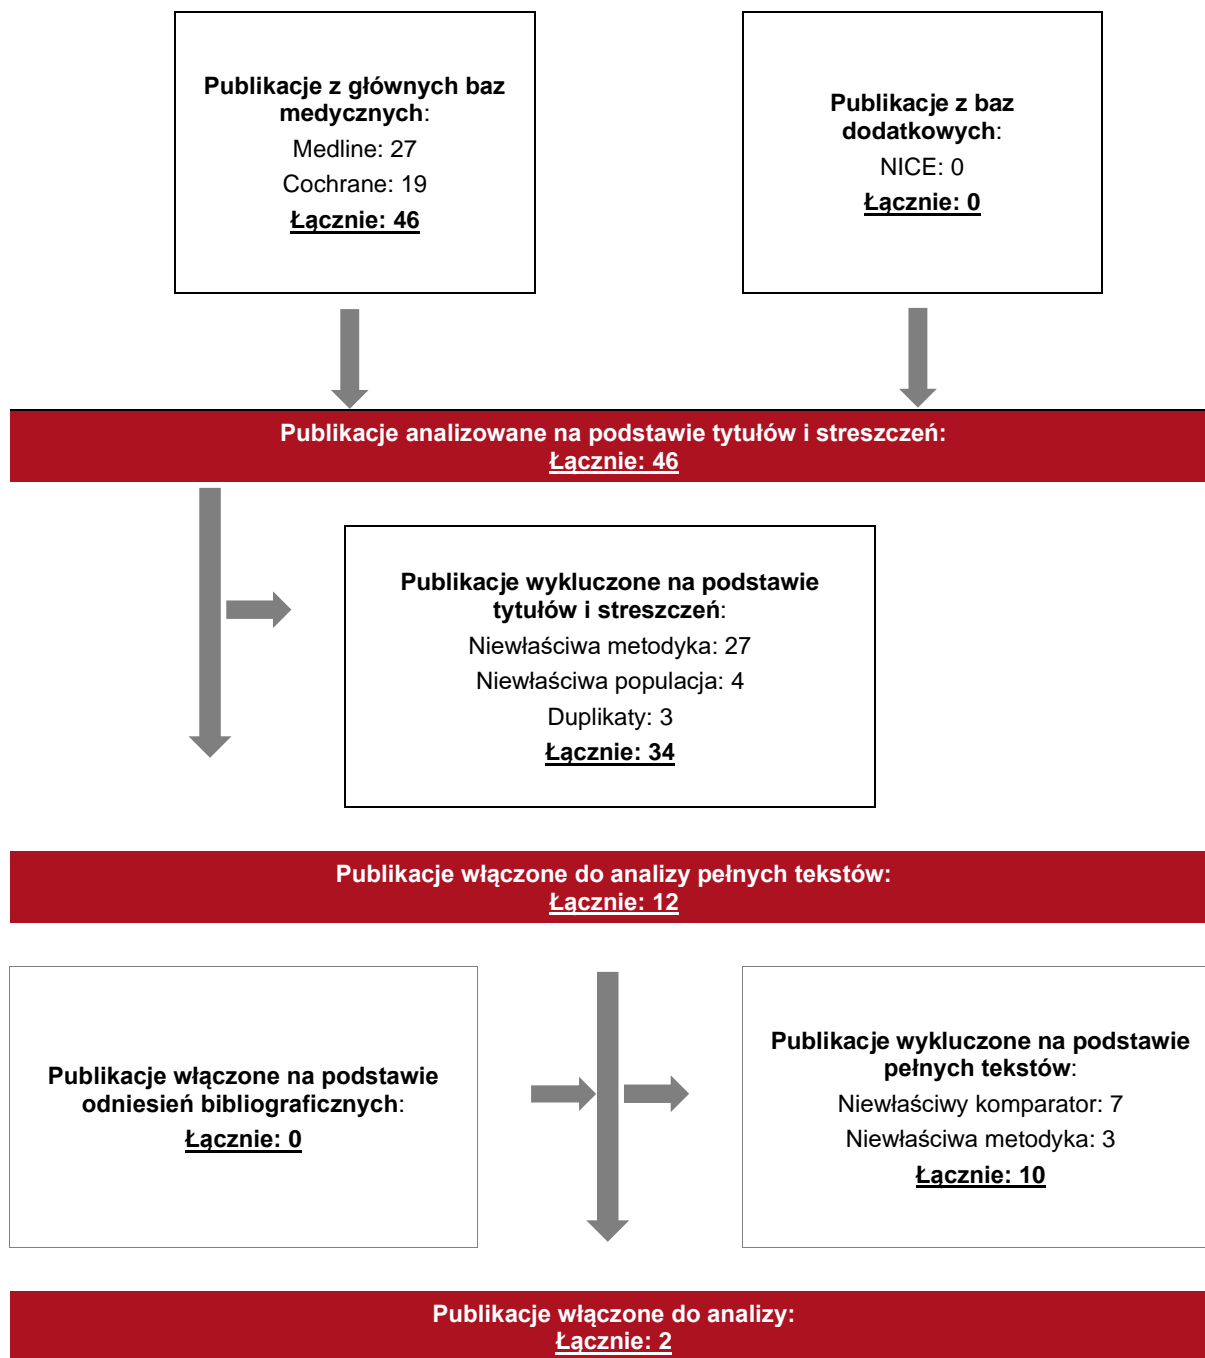 Publikacje z głównych baz
medycznych:
Medline: 27
Cochrane: 19
Łącznie: 46
Publikacje z baz
dodatkowych:
NICE: 0
Łącznie: 0
Publikacje analizowane na podstawie tytułów i streszczeń:
Łącznie: 46
Publikacje wykluczone na podstawie
tytułów i streszczeń:
Niewłaściwa metodyka: 27
Niewłaściwa populacja: 4
Duplikaty: 3
Łącznie: 34
Publikacje włączone do analizy pełnych tekstów:
Łącznie: 12
Publikacje włączone na podstawie
odniesień bibliograficznych:
Łącznie: 0
Publikacje wykluczone na podstawie
pełnych tekstów:
Niewłaściwy komparator: 7
Niewłaściwa metodyka: 3
Łącznie: 10
Publikacje włączone do analizy:
Łącznie: 2